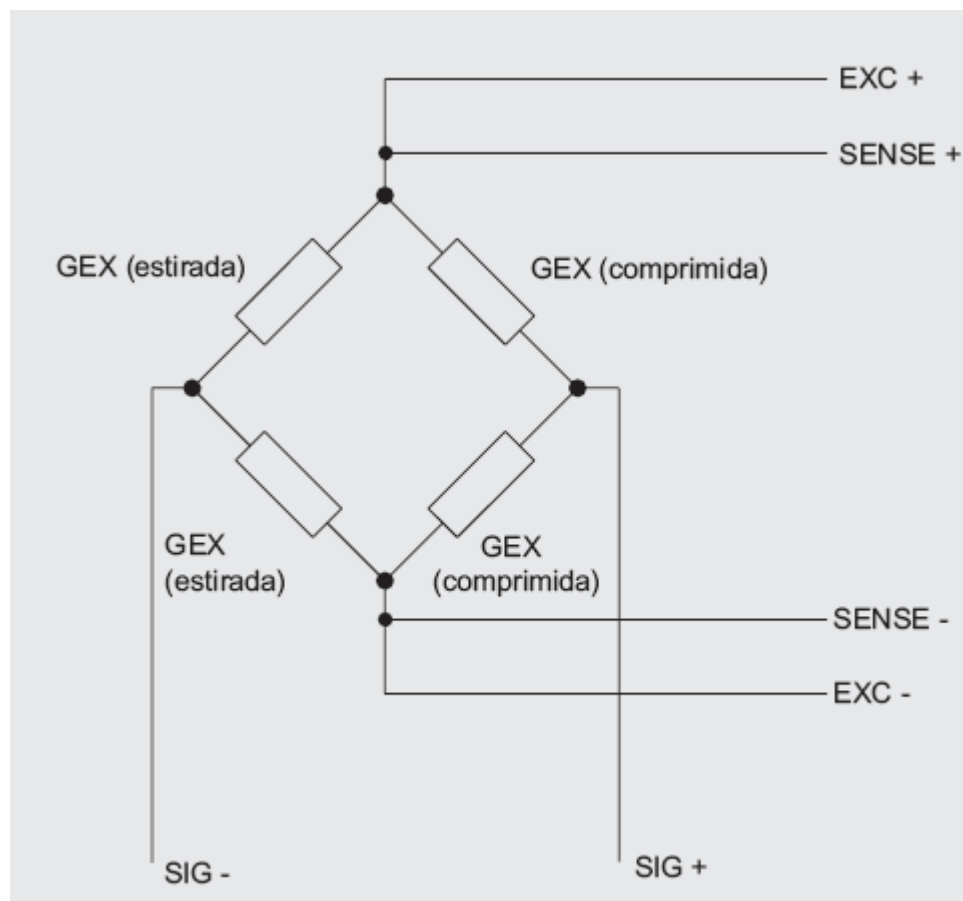 EXC +
SENSE +
GEX (estirada)
GEX (comprimida)
GEX
(estirada)
GEX
(comprimida)
SENSE -
EXC -
SIG -
SIG +